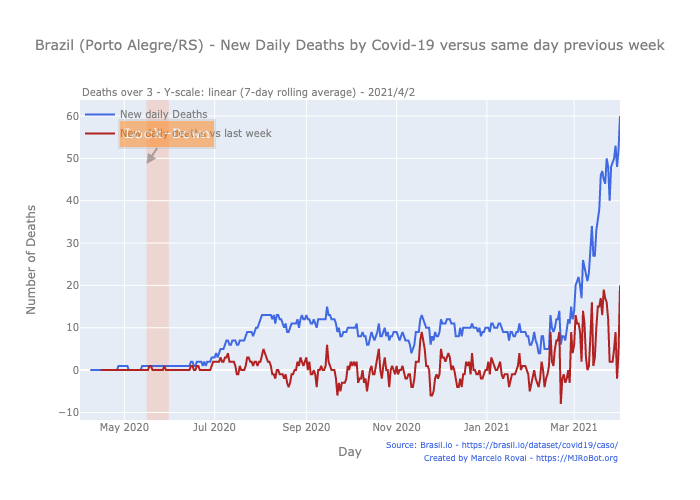 Brazil (Porto Alegre/RS) - New Daily Deaths by Covid-19 versus same day previous week
Deaths over 3 - Y-scale: linear (7-day rolling average) - 2021/4/2
New daily Deaths
New daily deaths vs last week
60
50
40
30
20
10
0
−10
Number of Deaths
May 2020
Jul 2020
Sep 2020
Nov 2020
Jan 2021
Mar 2021
Day
Source: Brasil.io - https://brasil.io/dataset/covid19/caso/
Created by Marcelo Rovai - https://MJRoBot.org